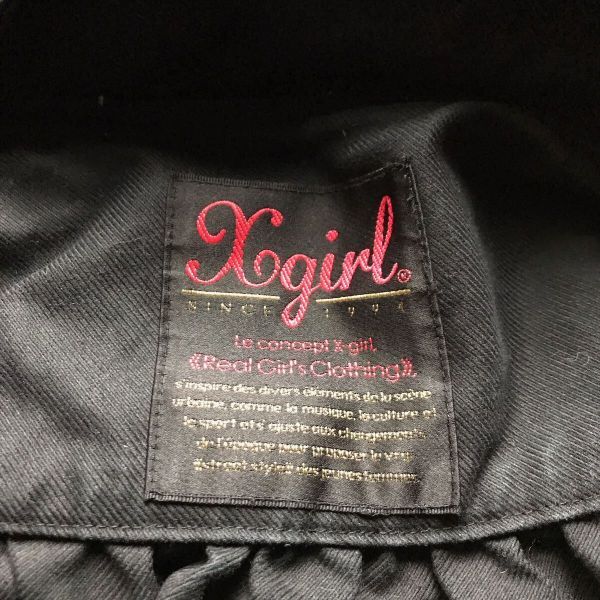 X girl®
SINCE 1994
Le concept X-girl,
《Real Girl's Clothing》,
s'inspire des divers éléments de la scène
urbaine, comme la musique, la culture et
le sport et s'ajuste aux changements
de l'époque pour proposer le vrai
#street style# des jeunes femmes.